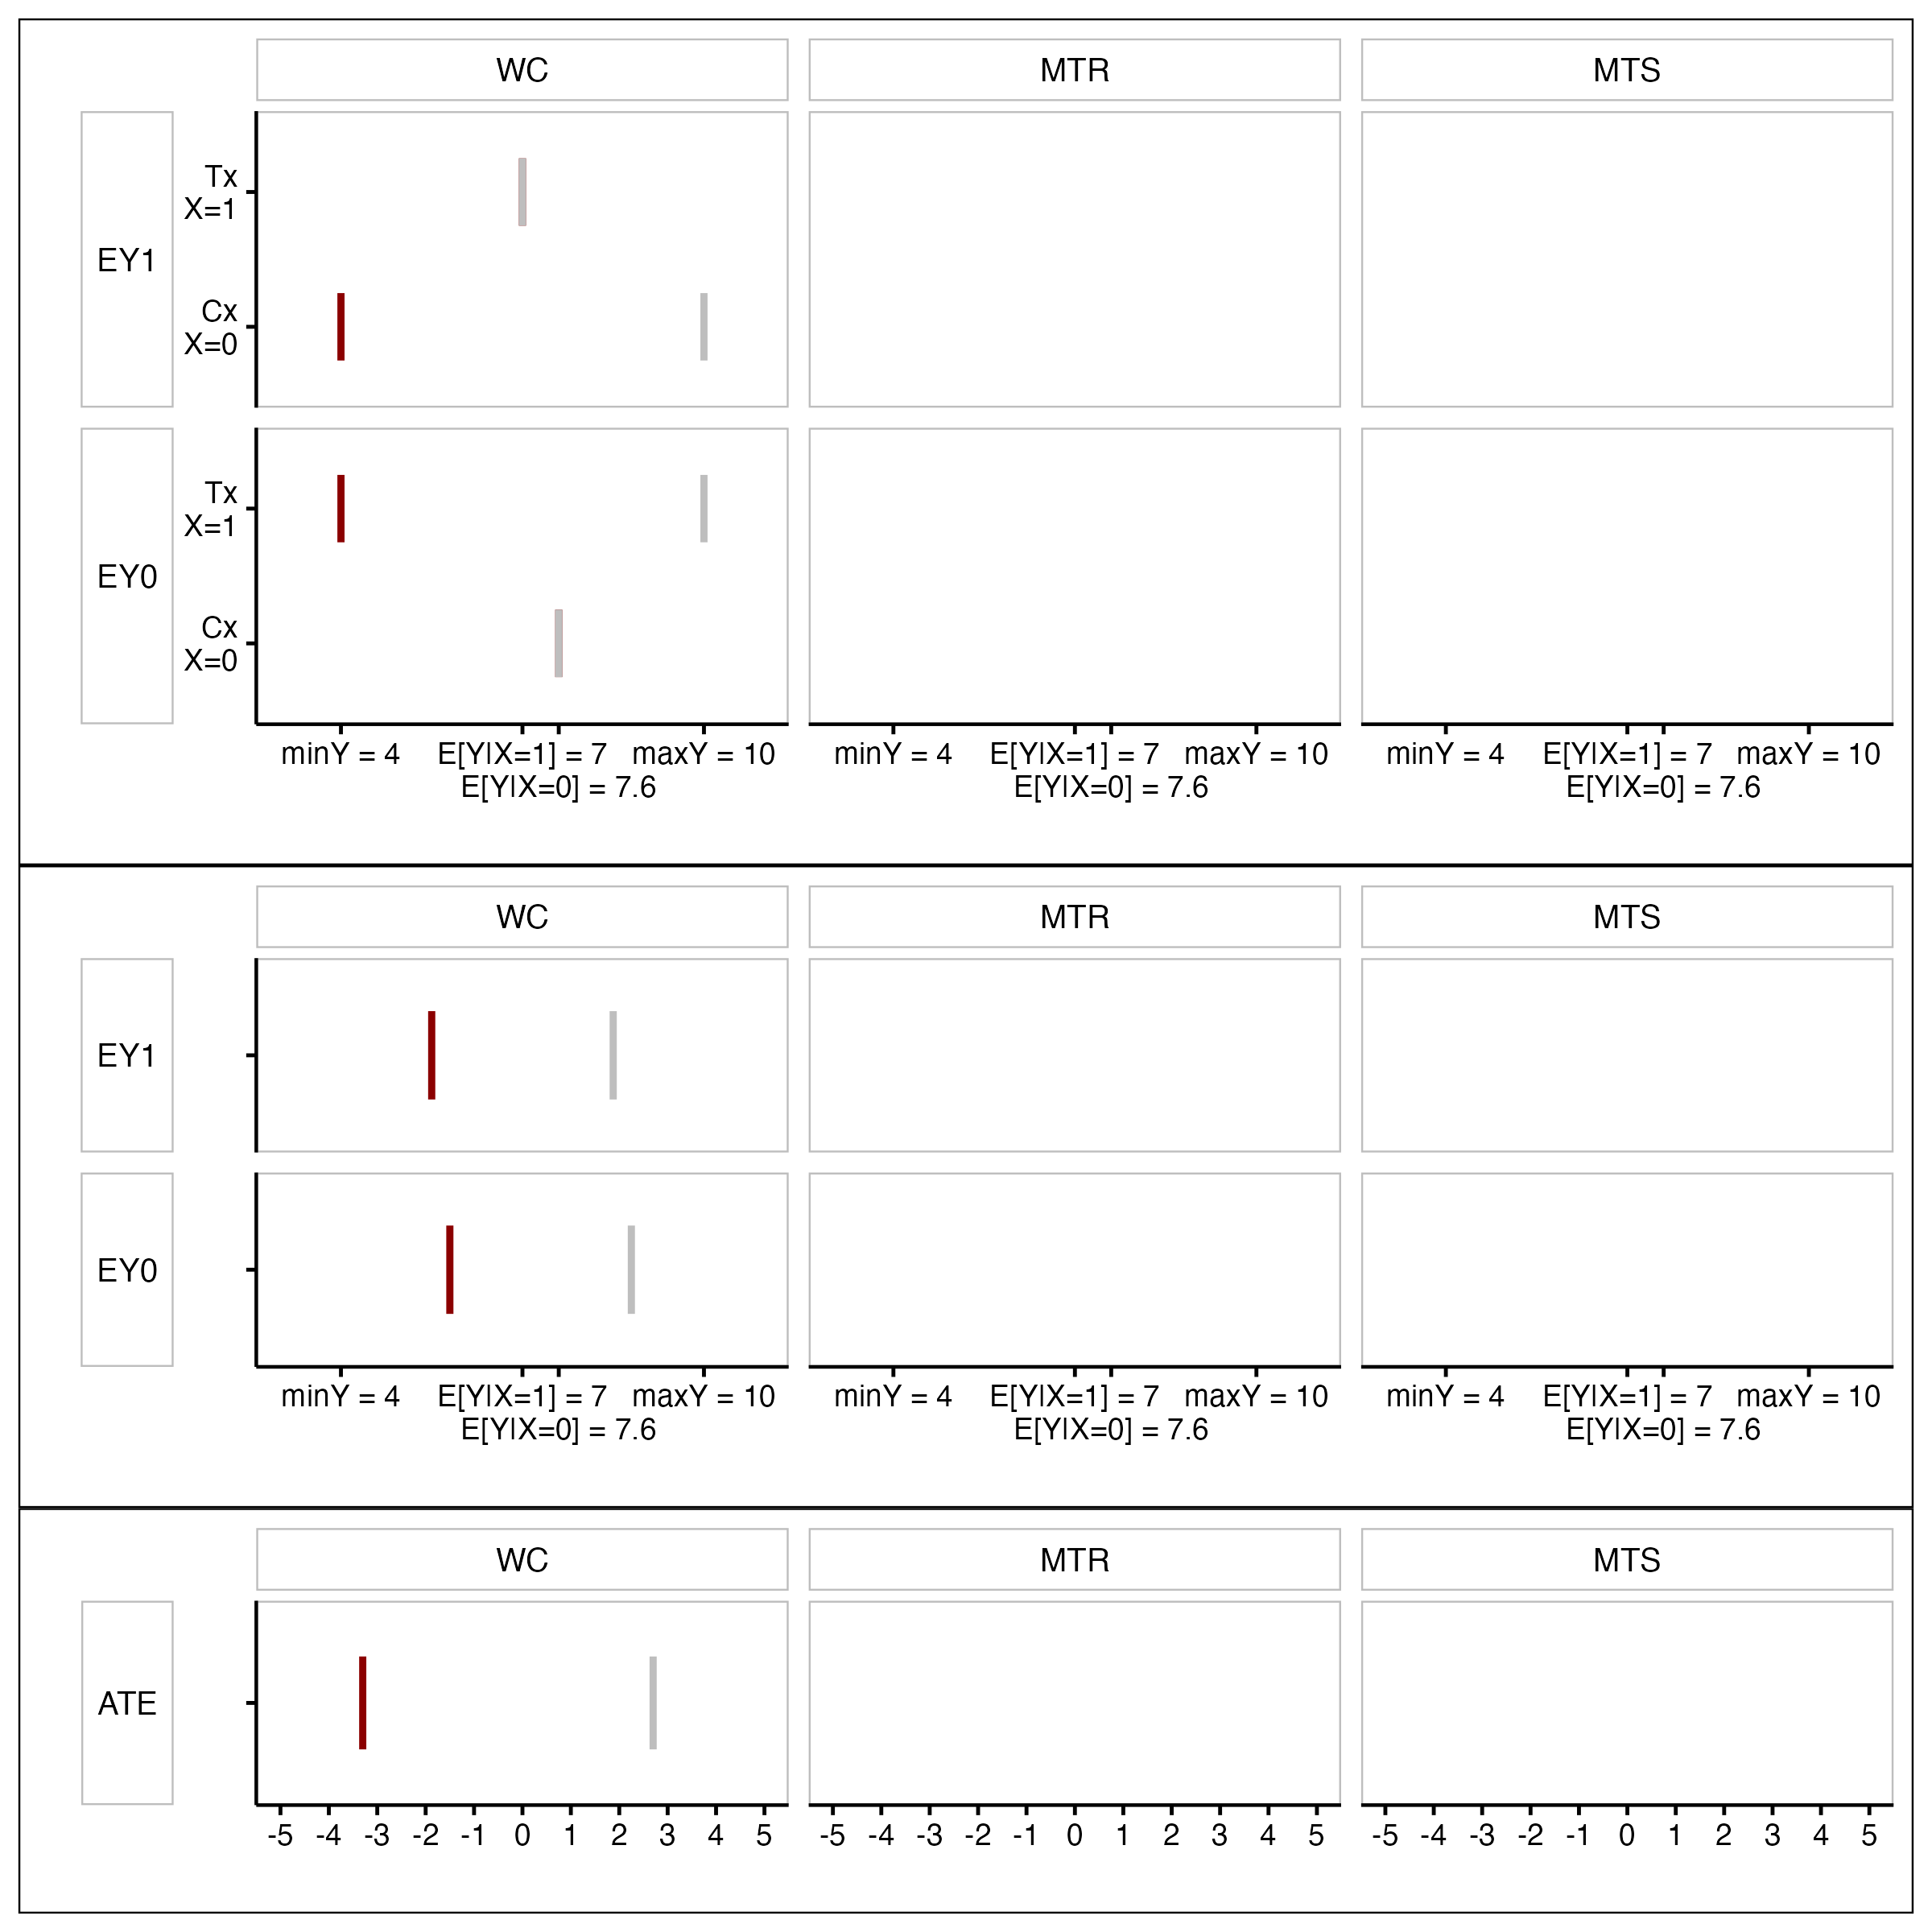 WC MTR MTS
EY1
Tx
X=1
Cx
X=0
EY0
Tx
X=1
Cx
X=0
minY = 4 E[Y|X=1] = 7 maxY = 10 minY = 4 E[Y|X=1] = 7 maxY = 10 minY = 4 E[Y|X=1] = 7 maxY = 10
E[Y|X=0] = 7.6 E[Y|X=0] = 7.6 E[Y|X=0] = 7.6
WC MTR MTS
EY1
EY0
minY = 4 E[Y|X=1] = 7 maxY = 10 minY = 4 E[Y|X=1] = 7 maxY = 10 minY = 4 E[Y|X=1] = 7 maxY = 10
E[Y|X=0] = 7.6 E[Y|X=0] = 7.6 E[Y|X=0] = 7.6
WC MTR MTS
ATE
-5 -4 -3 -2 -1 0 1 2 3 4 5 -5 -4 -3 -2 -1 0 1 2 3 4 5 -5 -4 -3 -2 -1 0 1 2 3 4 5